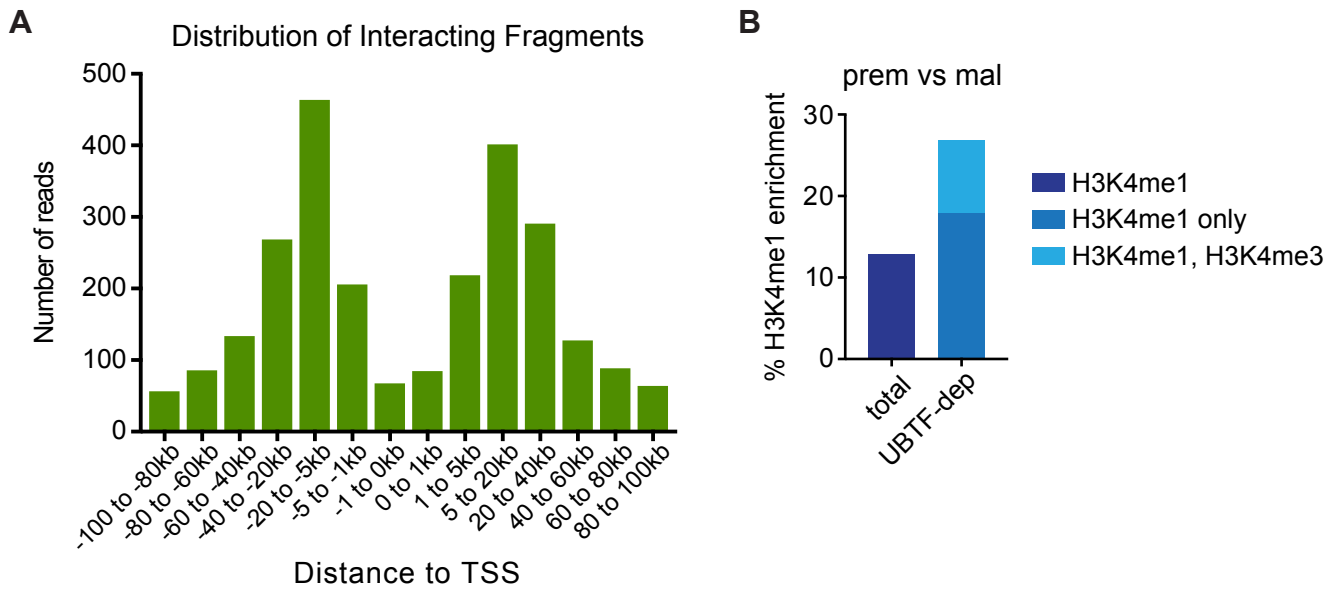 A
Distribution of Interacting Fragments
500
400
300
200
100
0
Number of reads
-100 to -80kb
-80 to -60kb
-60 to -40kb
-40 to -20kb
-20 to -5kb
-5 to -1kb
-1 to 0kb
0 to 1kb
1 to 5kb
5 to 20kb
20 to 40kb
40 to 60kb
60 to 80kb
80 to 100kb
Distance to TSS
B
prem vs mal
30
20
10
0
% H3K4me1 enrichment
total
UBTF-dep
H3K4me1
H3K4me1 only
H3K4me1, H3K4me3